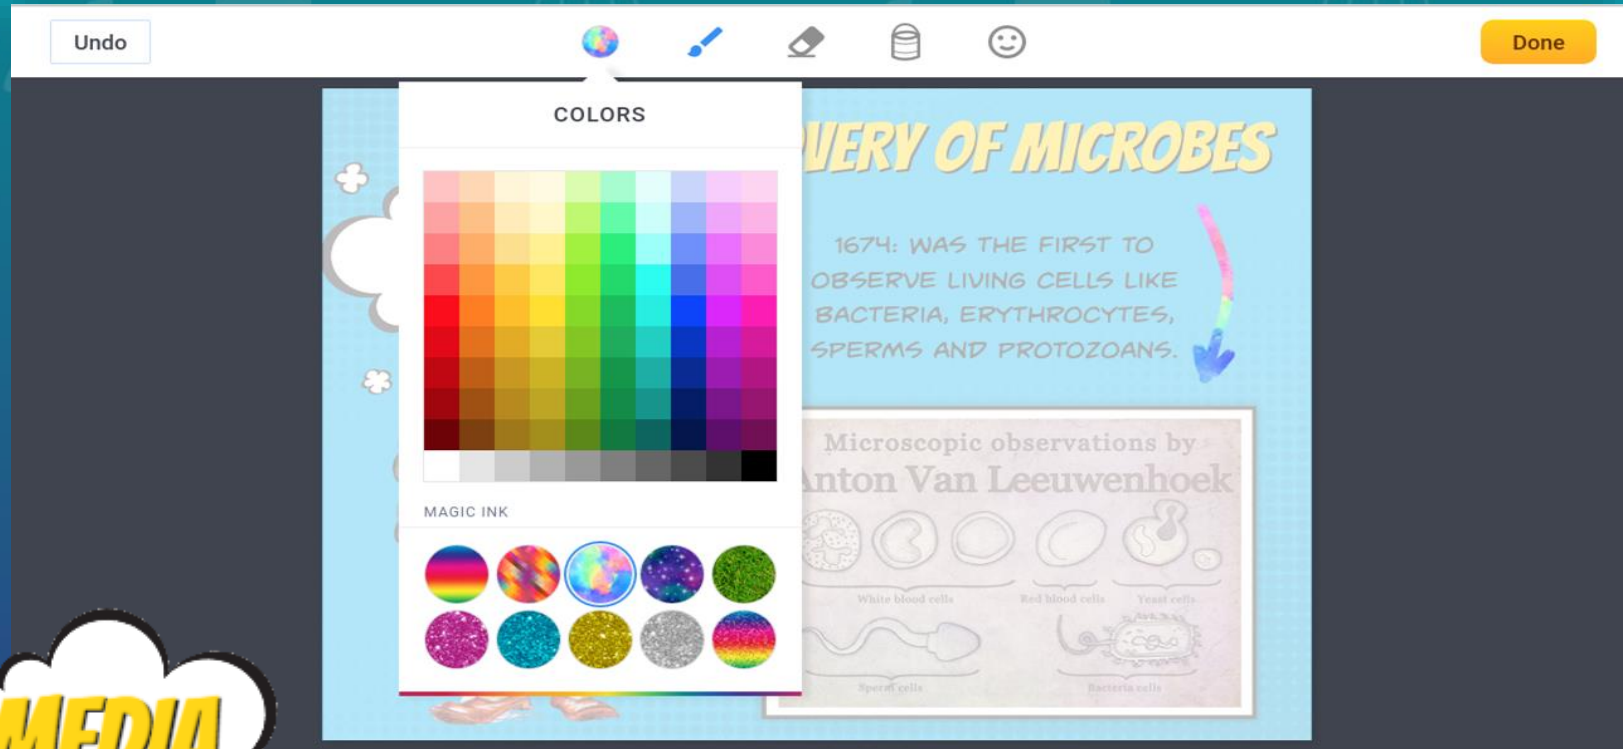 Undo
Done
COLORS
VERY OF MICROBES
1674: WAS THE FIRST TO
OBSERVE LIVING CELLS LIKE
BACTERIA, ERYTHROCYTES,
SPERMS AND PROTOZOANS.
Microscopic observations by
Anton Van Leeuwenhoek
MAGIC INK
White blood cells
Red blood cells
Yeast cells
Sperm cells
Bacteria cells
MEDIA